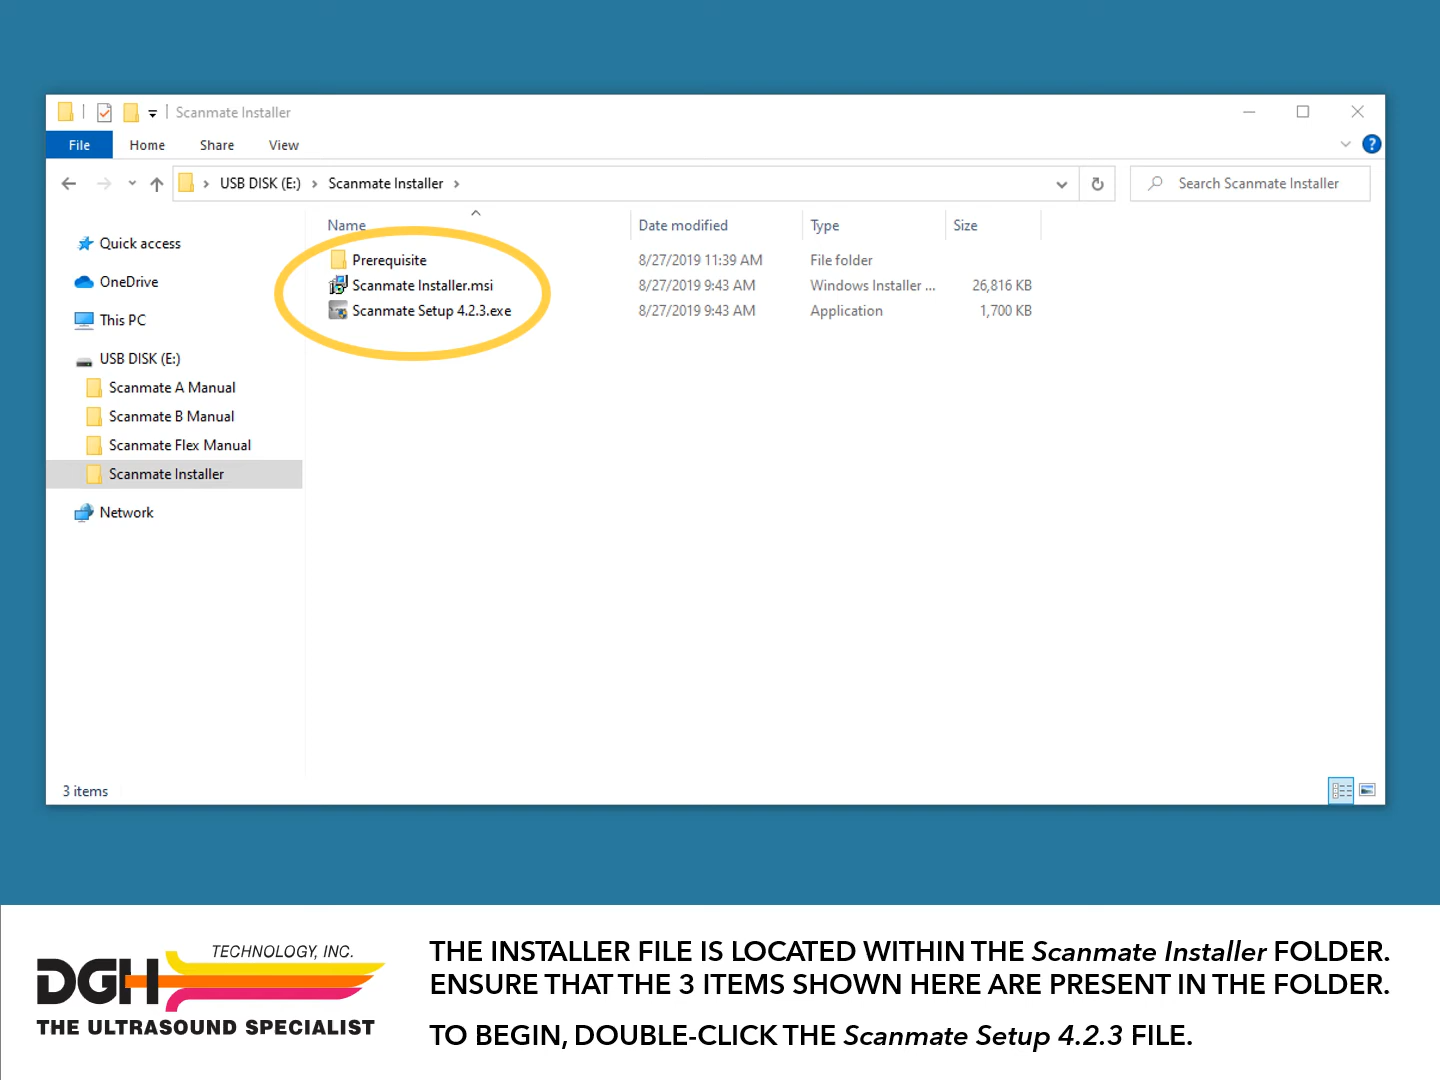 Scanmate Installer
File Home Share View
USB DISK (E:) Scanmate Installer
Search Scanmate Installer
Name Date modified Type Size
Quick access
OneDrive
This PC
USB DISK (E:)
Scanmate A Manual
Scanmate B Manual
Scanmate Flex Manual
Scanmate Installer
Network
Prerequisite 8/27/2019 11:39 AM File folder
Scanmate Installer.msi 8/27/2019 9:43 AM Windows Installer ... 26,816 KB
Scanmate Setup 4.2.3.exe 8/27/2019 9:43 AM Application 1,700 KB
3 items
DGH TECHNOLOGY, INC.
THE ULTRASOUND SPECIALIST
THE INSTALLER FILE IS LOCATED WITHIN THE Scanmate Installer FOLDER.
ENSURE THAT THE 3 ITEMS SHOWN HERE ARE PRESENT IN THE FOLDER.
TO BEGIN, DOUBLE-CLICK THE Scanmate Setup 4.2.3 FILE.